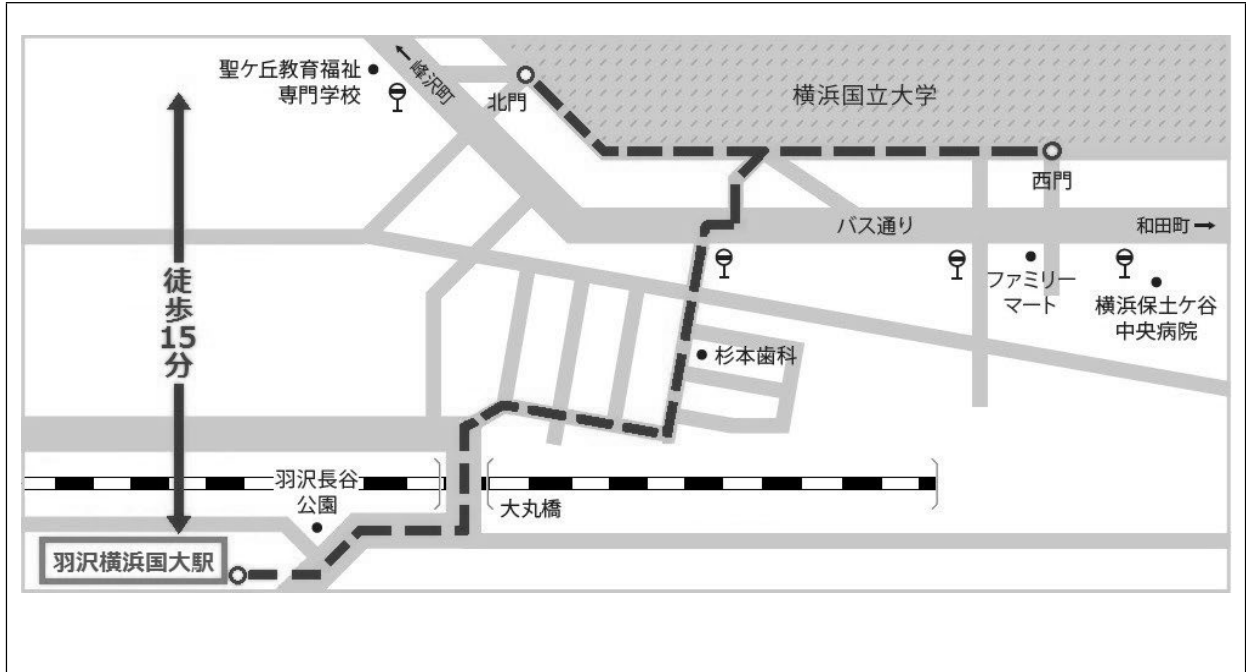 聖ケ丘教育福祉
専門学校
峰沢町
北門
横浜国立大学
西門
バス通り
和田町
ファミリー
マート
横浜保土ケ谷
中央病院
徒歩15分
杉本歯科
羽沢長谷
公園
大丸橋
羽沢横浜国大駅